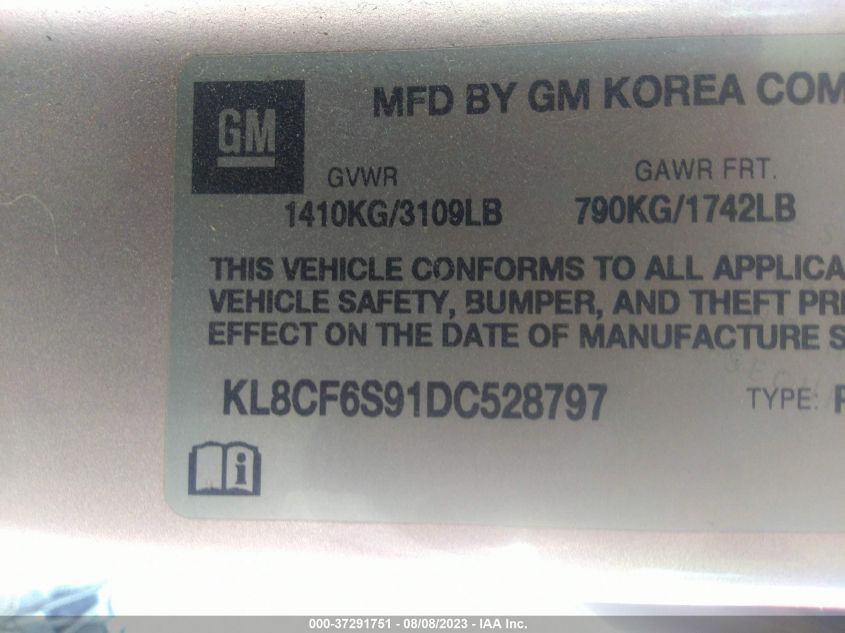 GM
MFD BY GM KOREA COM
GVWR GAWR FRT.
1410KG/3109LB 790KG/1742LB
THIS VEHICLE CONFORMS TO ALL APPLICA
VEHICLE SAFETY, BUMPER, AND THEFT PRE
EFFECT ON THE DATE OF MANUFACTURE S
KL8CF6S91DC528797 TYPE: P
i
000-37291751 - 08/08/2023 - IAA Inc.